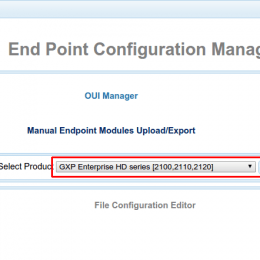 End Point Configuration Manag
OUI Manager
Manual Endpoint Modules Upload/Export
Select Produc GXP Enterprise HD series [2100,2110,2120]
File Configuration Editor